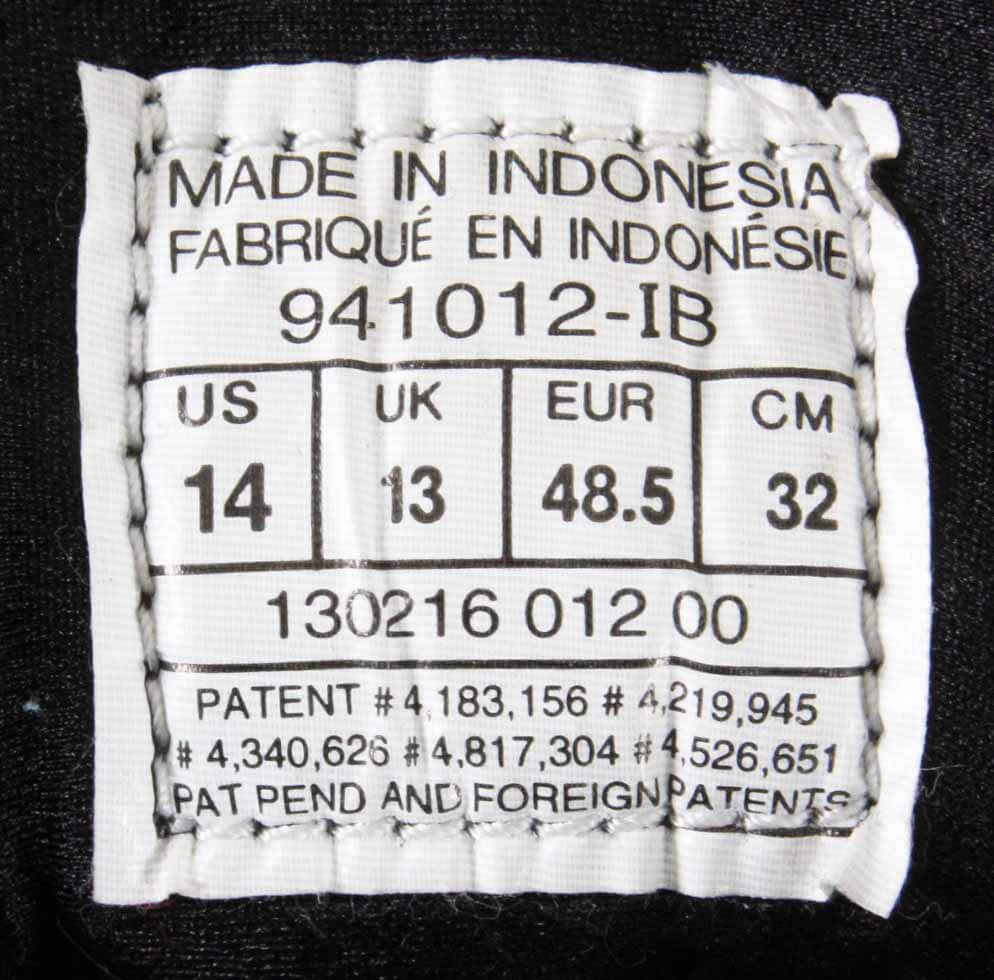 MADE IN INDONESIA
FABRIQUÉ EN INDONÉSIE
941012-IB
US UK EUR CM
14 13 48.5 32
130216 012 00
PATENT # 4,183,156 # 4,219,945
# 4,340,626 # 4,817,304 # 4,526,651
PAT PEND AND FOREIGN PATENTS